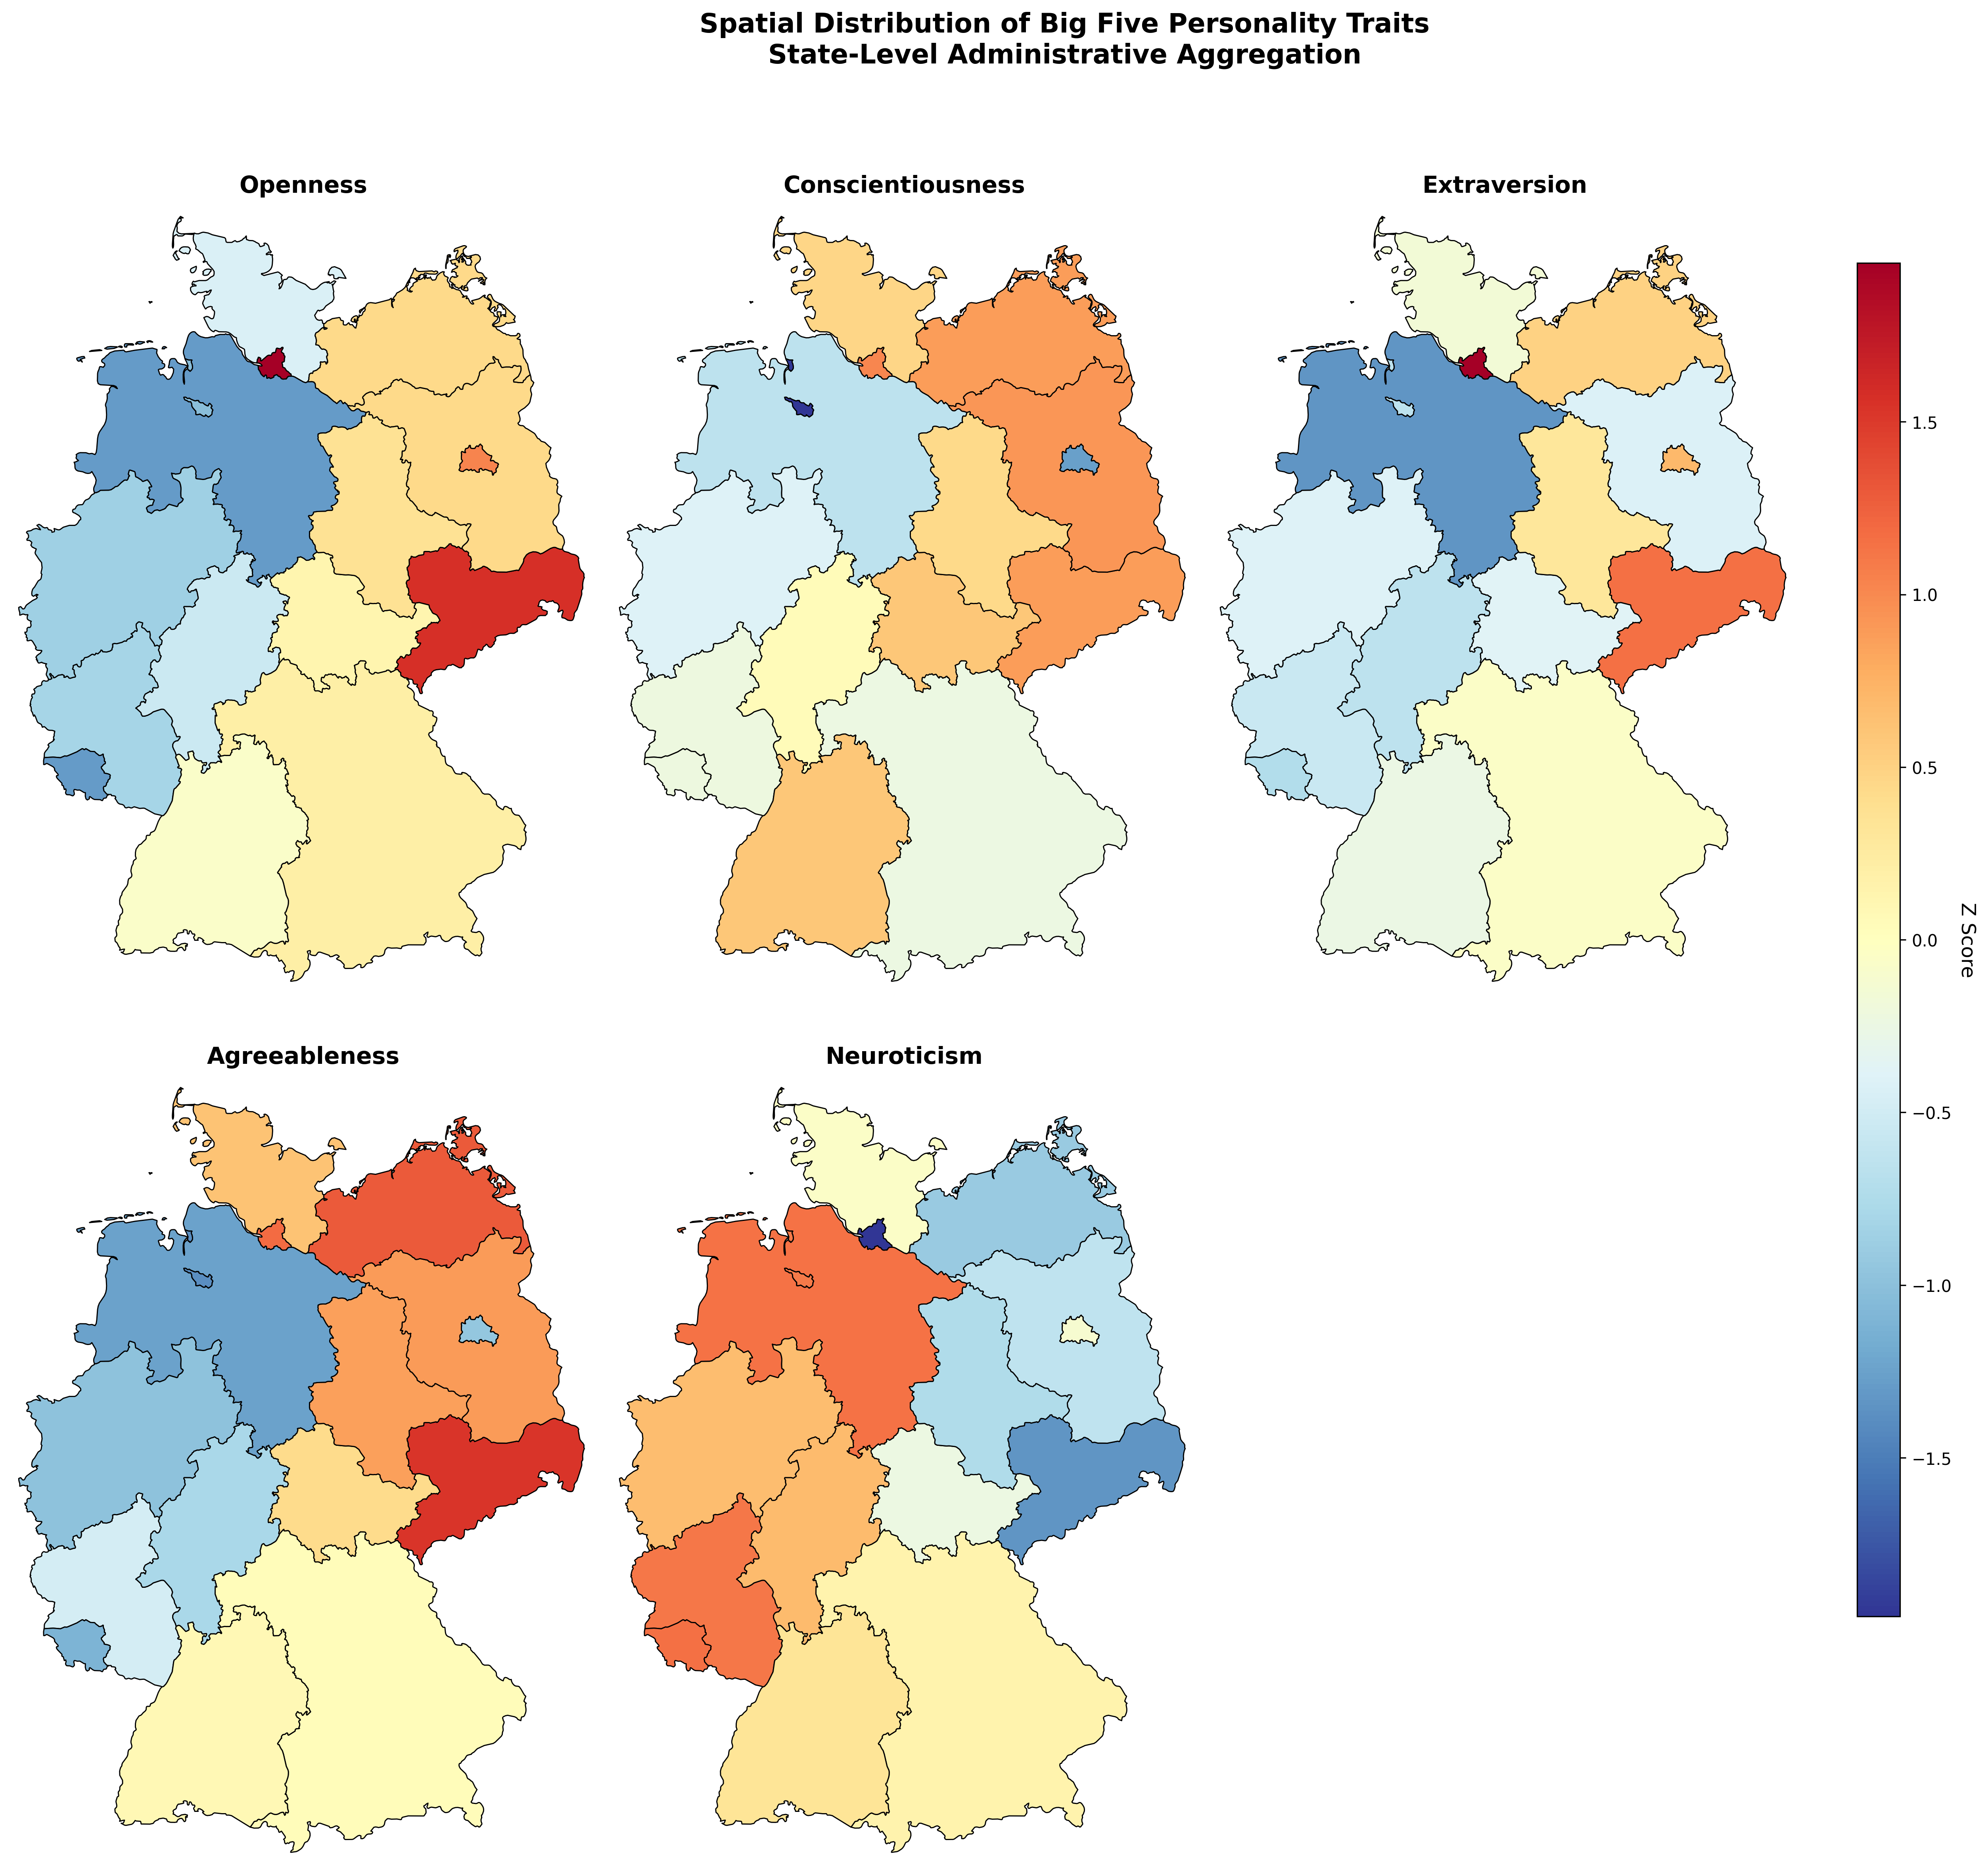 Spatial Distribution of Big Five Personality Traits
State-Level Administrative Aggregation
Openness
Conscientiousness
Extraversion
1.5
1.0
0.5
0.0
−0.5
−1.0
−1.5
Z Score
Agreeableness
Neuroticism